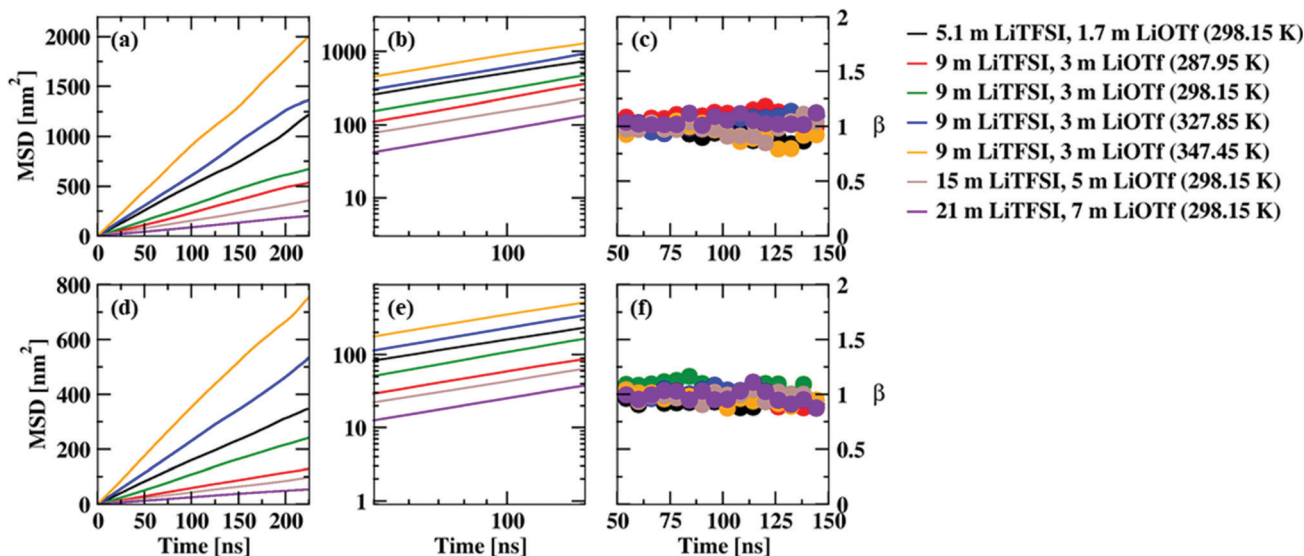 (a)
(b)
(c)
MSD [nm²]
2000
1500
1000
500
0
0 50 100 150 200
1000
100
10
100
2
1.5
1
0.5
0
β
50 75 100 125 150
5.1 m LiTFSI, 1.7 m LiOTf (298.15 K)
9 m LiTFSI, 3 m LiOTf (287.95 K)
9 m LiTFSI, 3 m LiOTf (298.15 K)
9 m LiTFSI, 3 m LiOTf (327.85 K)
9 m LiTFSI, 3 m LiOTf (347.45 K)
15 m LiTFSI, 5 m LiOTf (298.15 K)
21 m LiTFSI, 7 m LiOTf (298.15 K)
(d)
(e)
(f)
MSD [nm²]
800
600
400
200
0
0 50 100 150 200
Time [ns]
100
10
1
100
Time [ns]
2
1.5
1
0.5
0
β
50 75 100 125 150
Time [ns]